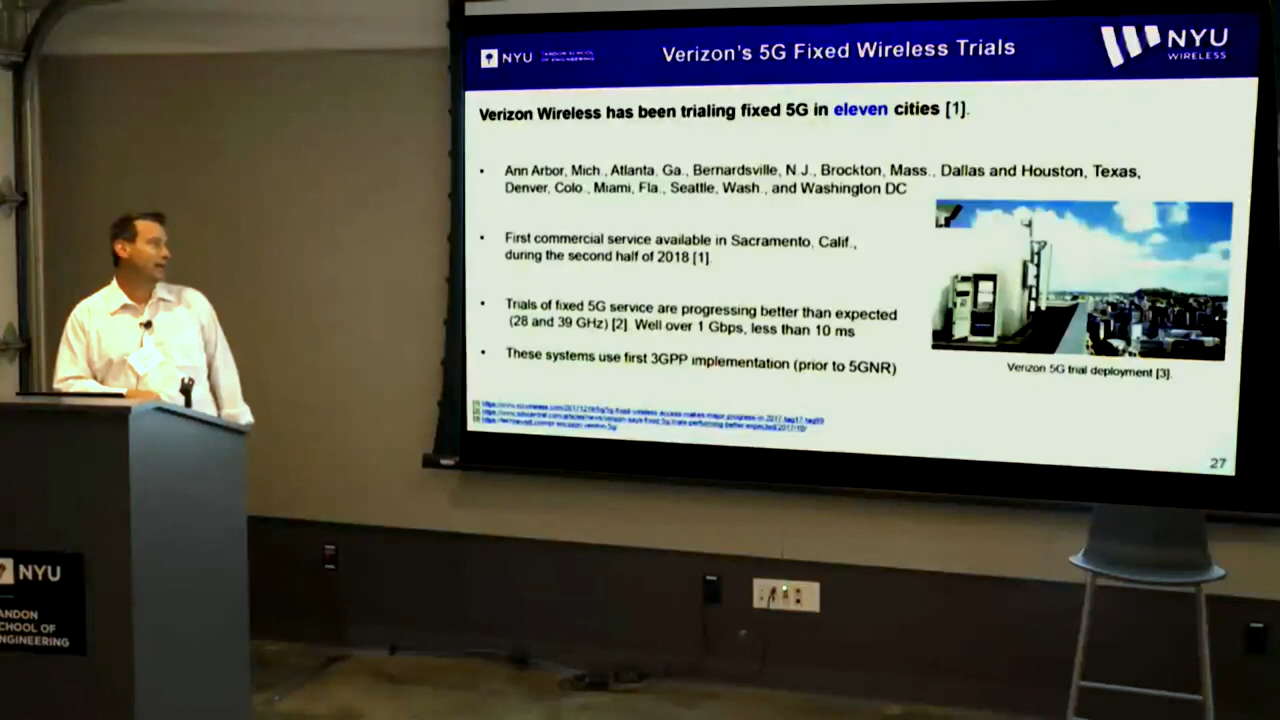 NYU
TANDON SCHOOL
OF ENGINEERING
Verizon's 5G Fixed Wireless Trials
NYU
WIRELESS
Verizon Wireless has been trialing fixed 5G in eleven cities [1].
• Ann Arbor, Mich., Atlanta, Ga., Bernardsville, N.J., Brockton, Mass., Dallas and Houston, Texas,
Denver, Colo., Miami, Fla., Seattle, Wash., and Washington DC
• First commercial service available in Sacramento, Calif.,
during the second half of 2018 [1].
• Trials of fixed 5G service are progressing better than expected
(28 and 39 GHz) [2]. Well over 1 Gbps, less than 10 ms
• These systems use first 3GPP implementation (prior to 5GNR)
Verizon 5G trial deployment [3].
27
NYU
ANDON
CHOOL OF
NGINEERING